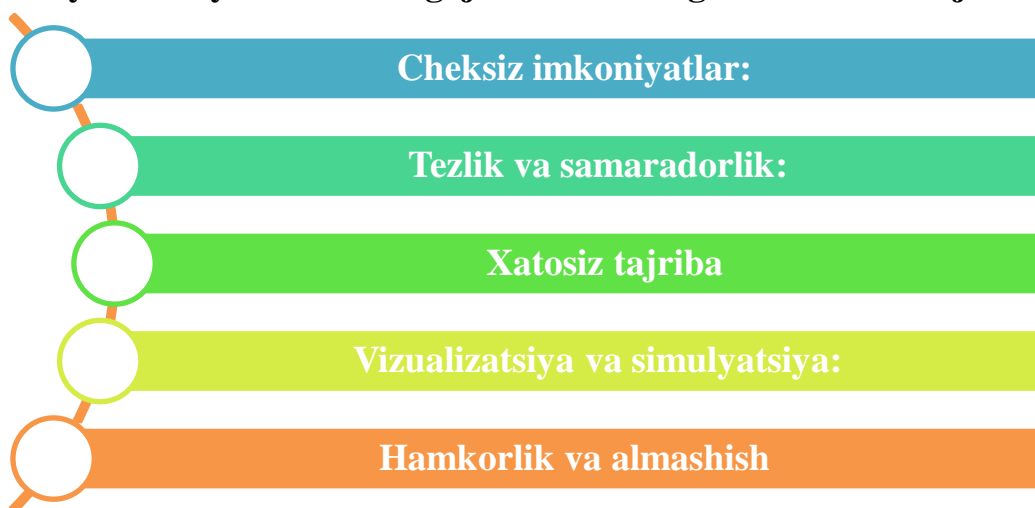 Cheksiz imkoniyatlar:
Tezlik va samaradorlik:
Xatosiz tajriba
Vizualizatsiya va simulyatsiya:
Hamkorlik va almashish